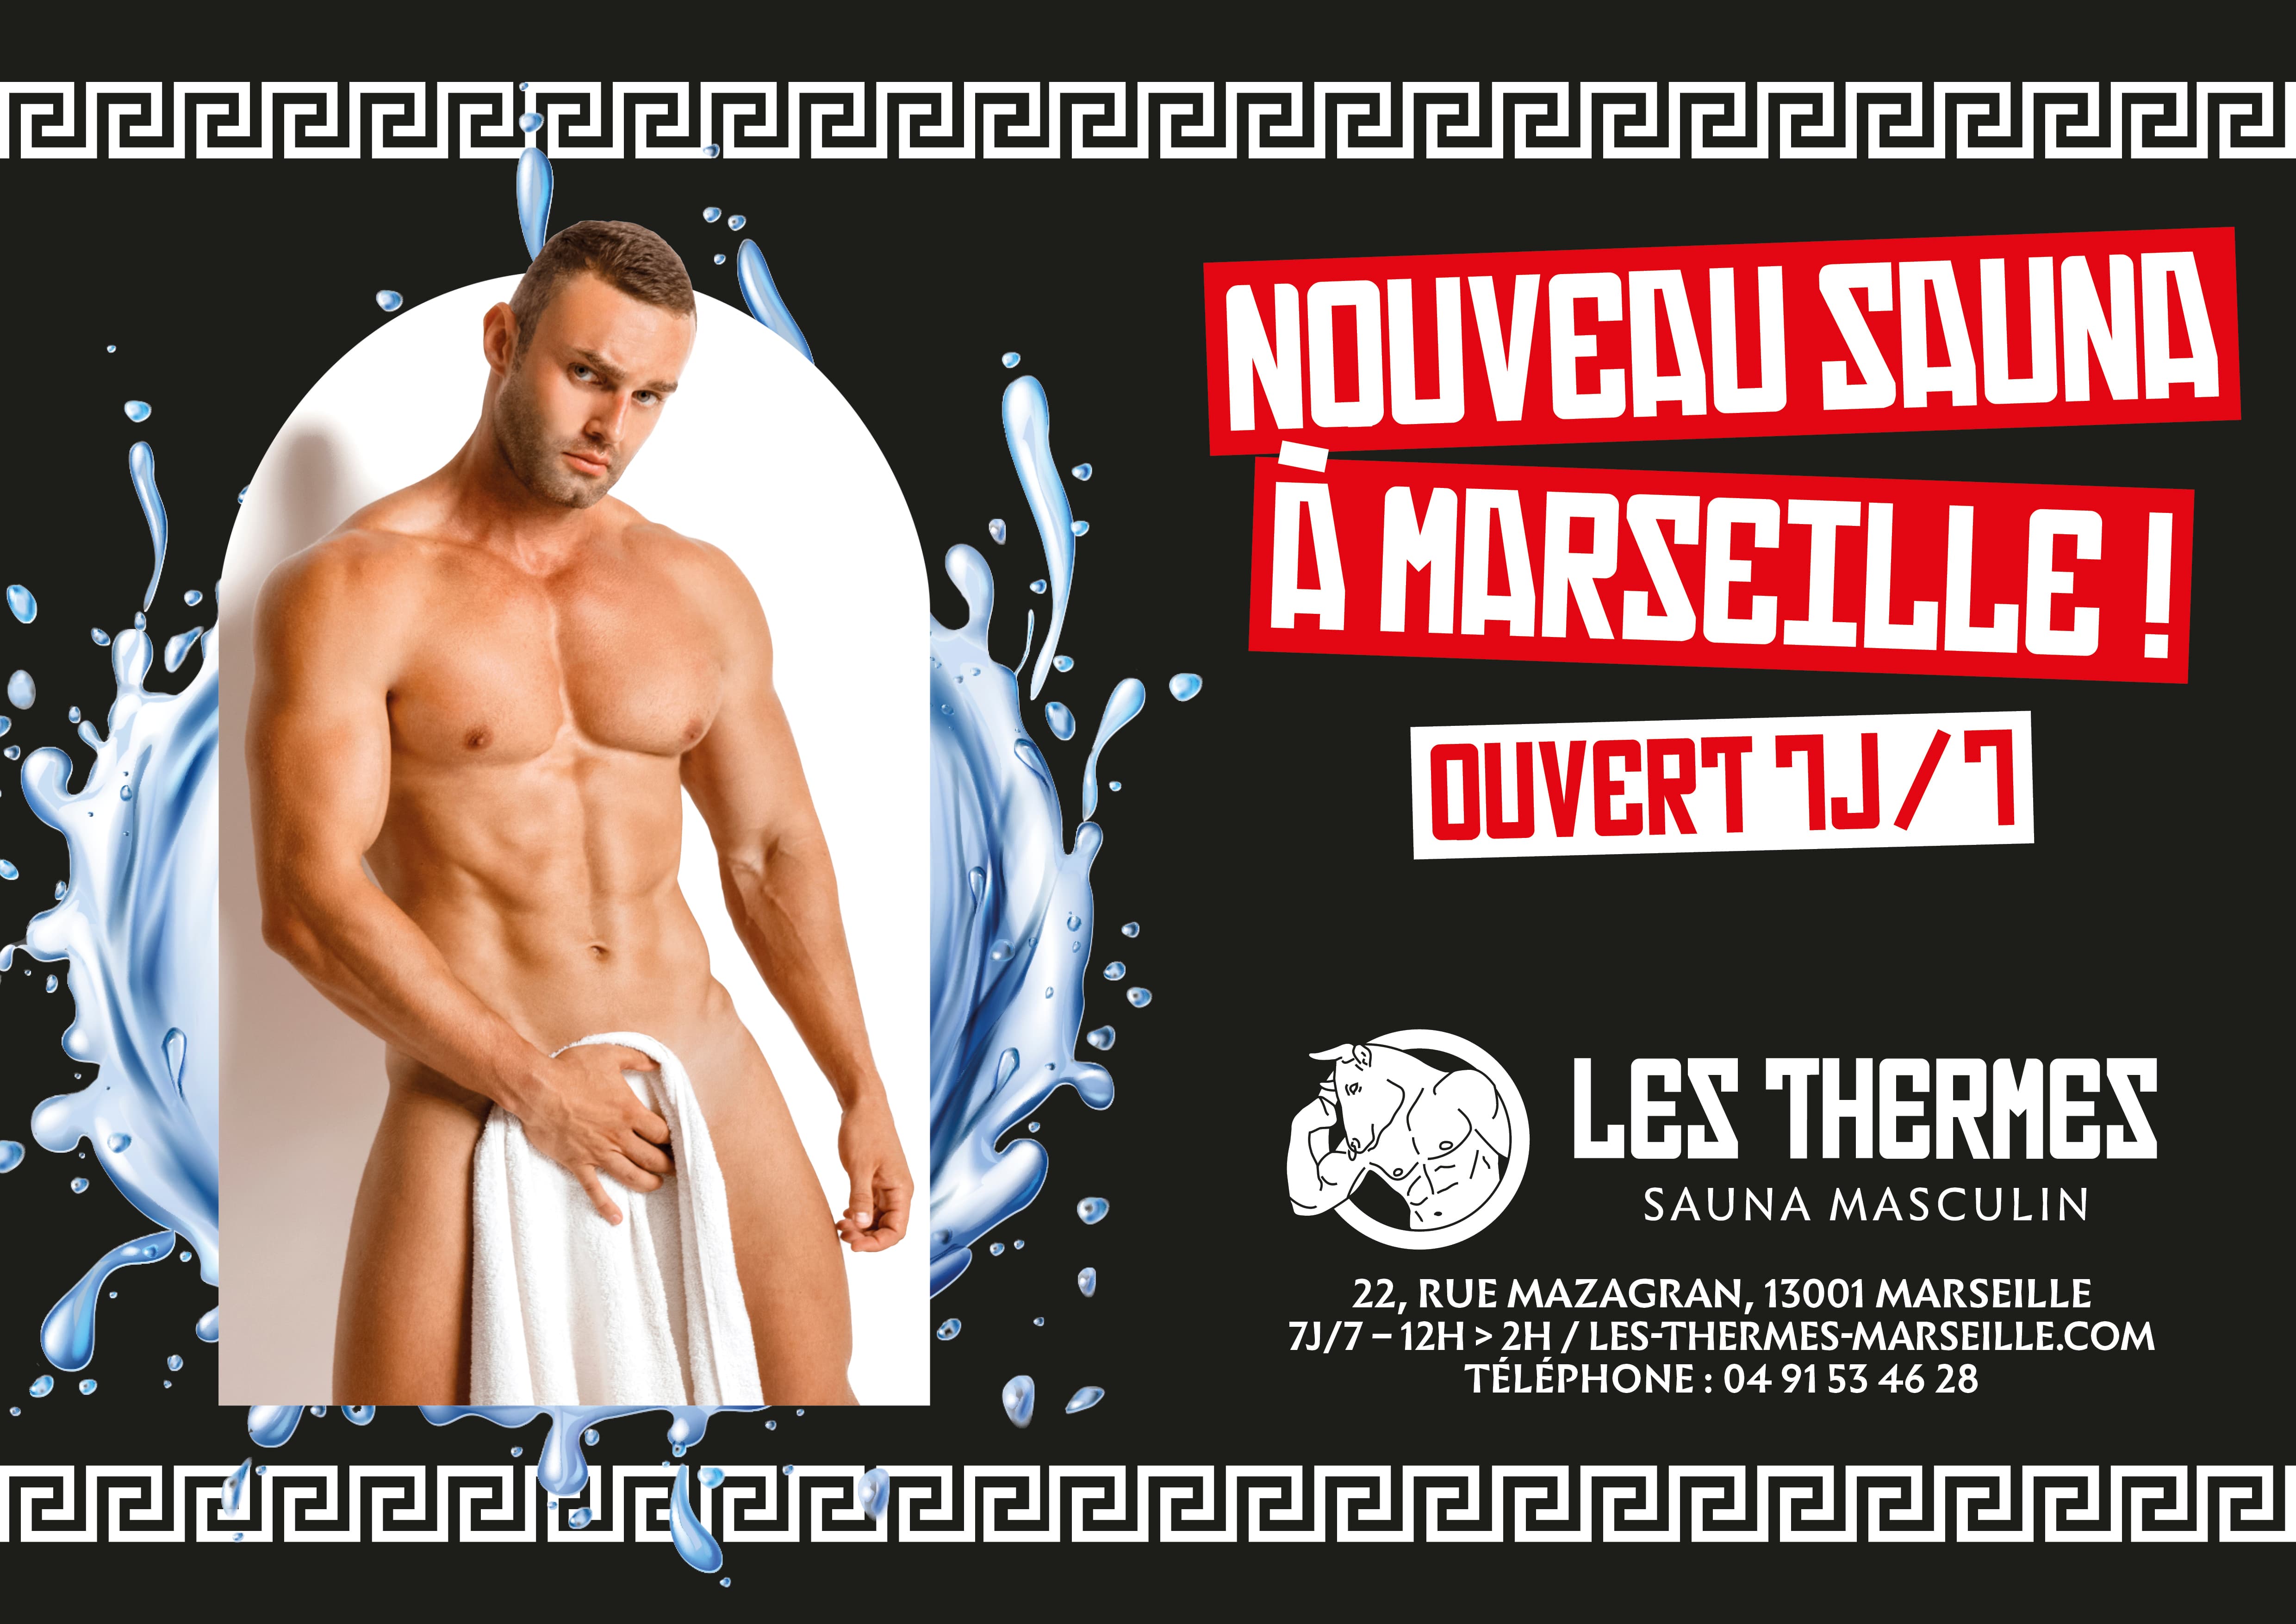 NOUVEAU SAUNA
À MARSEILLE !
OUVERT 7J/7
LES THERMES
SAUNA MASCULIN
22, RUE MAZAGRAN, 13001 MARSEILLE
7J/7 – 12H > 2H / LES-THERMES-MARSEILLE.COM
TÉLÉPHONE : 04 91 53 46 28